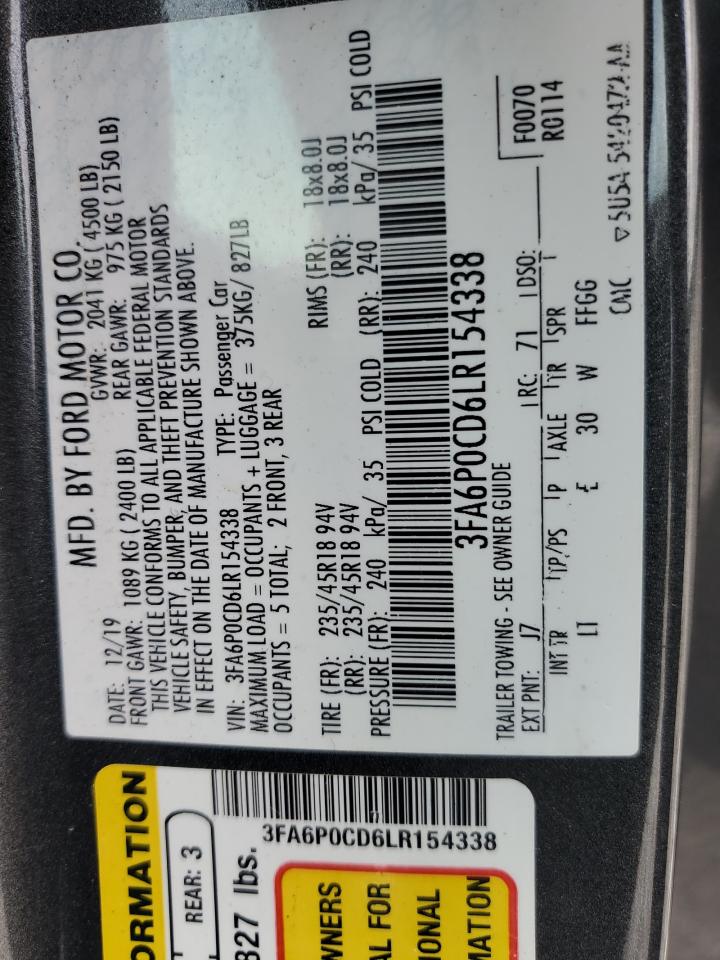 MFD. BY FORD MOTOR CO.
DATE: 12/19 GVWR: 2041 KG ( 4500 LB)
FRONT GAWR: 1089 KG ( 2400 LB) REAR GAWR: 975 KG ( 2150 LB)
THIS VEHICLE CONFORMS TO ALL APPLICABLE FEDERAL MOTOR
VEHICLE SAFETY, BUMPER, AND THEFT PREVENTION STANDARDS
IN EFFECT ON THE DATE OF MANUFACTURE SHOWN ABOVE.
VIN: 3FA6P0CD6LR154338 TYPE: Passenger Car
MAXIMUM LOAD = OCCUPANTS + LUGGAGE = 375KG/ 827LB
OCCUPANTS = 5 TOTAL; 2 FRONT, 3 REAR
TIRE (FR): 235/45R18 94V RIMS (FR): 18x8.0J
(RR): 235/45R18 94V (RR): 18x8.0J
PRESSURE (FR): 240 kPa/ 35 PSI COLD (RR): 240 kPa/ 35 PSI COLD
3FA6P0CD6LR154338
TRAILER TOWING - SEE OWNER GUIDE F0070
EXT PNT: J7 RC: 71 DSO: R0114
INT TR TP/PS P AXLE TR SPR
LT £ 30 W FFGG
CMC 5U5A
ORMATION
REAR: 3
827 lbs.
3FA6P0CD6LR154338
WNERS
AL FOR
IONAL
MATION